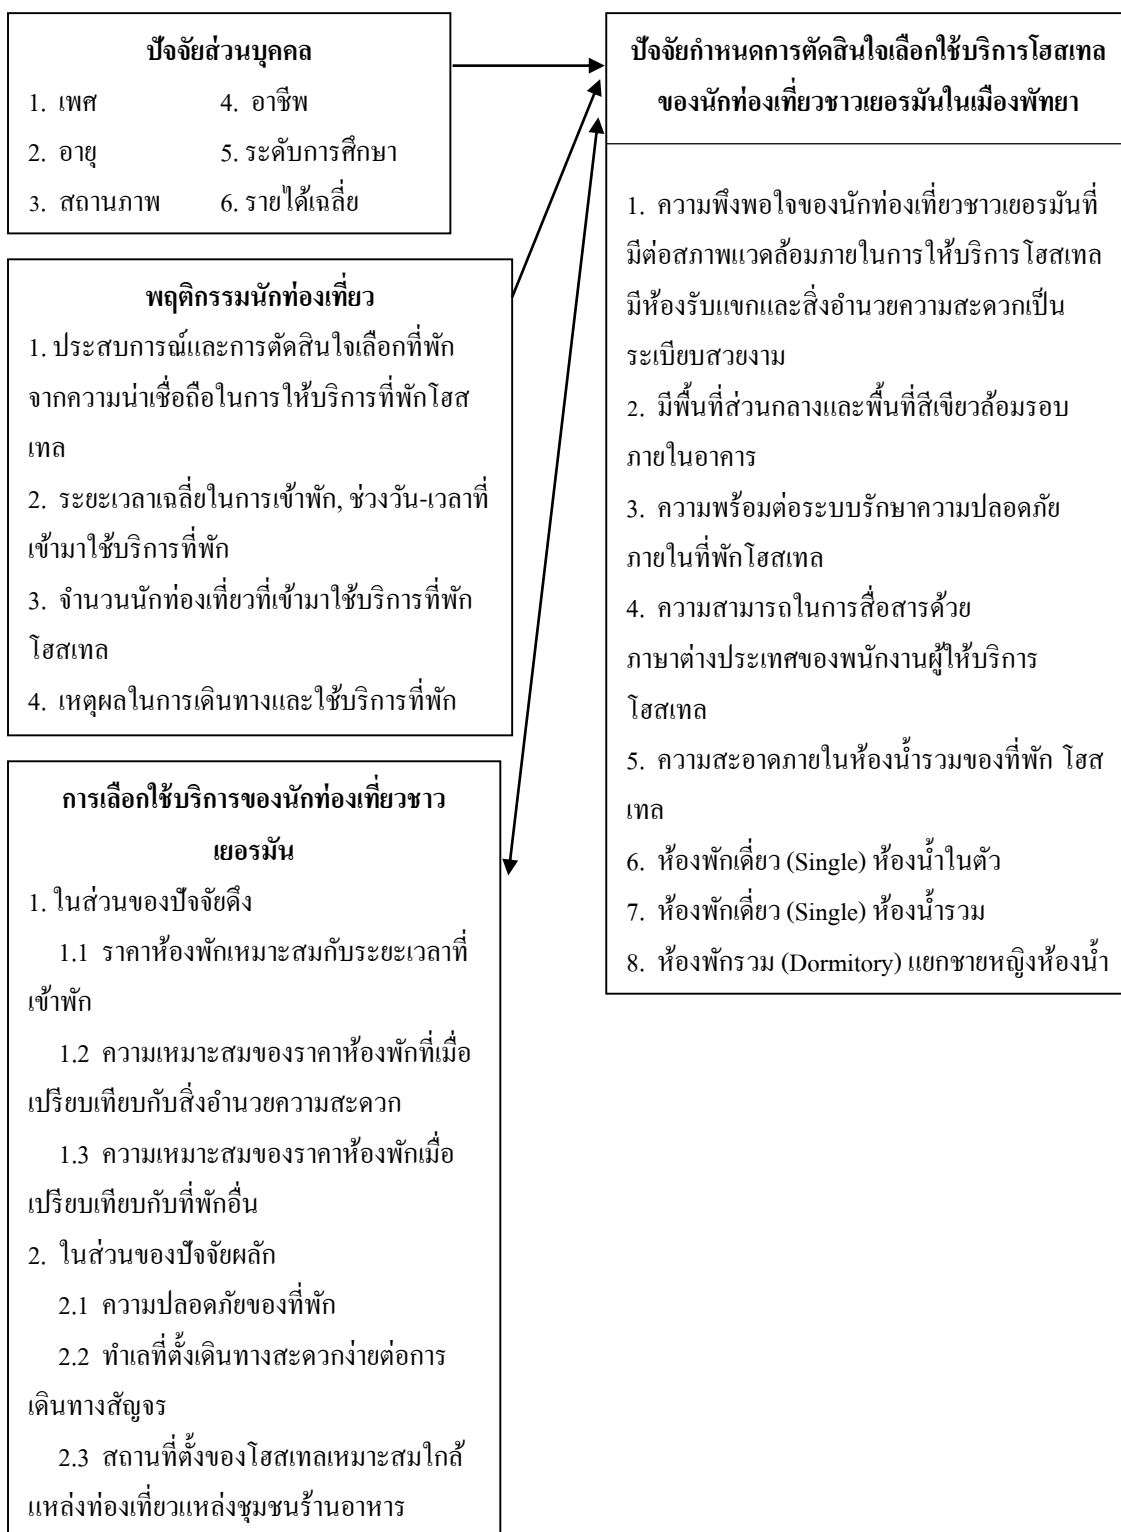 ปัจจัยส่วนบุคคล
1. เพศ 4. อาชีพ
2. อายุ 5. ระดับการศึกษา
3. สถานภาพ 6. รายได้เฉลี่ย
พฤติกรรมนักท่องเที่ยว
1. ประสบการณ์และการตัดสินใจเลือกที่พัก
จากความน่าเชื่อถือในการให้บริการที่พักโฮส
เทล
2. ระยะเวลาเฉลี่ยในการเข้าพัก, ช่วงวัน-เวลาที่
เข้ามาใช้บริการที่พัก
3. จำนวนนักท่องเที่ยวที่เข้ามาใช้บริการที่พัก
โฮสเทล
4. เหตุผลในการเดินทางและใช้บริการที่พัก
การเลือกใช้บริการของนักท่องเที่ยวชาว
เยอรมัน
1. ในส่วนของปัจจัยดึง
1.1 ราคาห้องพักเหมาะสมกับระยะเวลาที่
เข้าพัก
1.2 ความเหมาะสมของราคาห้องพักที่เมื่อ
เปรียบเทียบกับสิ่งอำนวยความสะดวก
1.3 ความเหมาะสมของราคาห้องพักเมื่อ
เปรียบเทียบกับที่พักอื่น
2. ในส่วนของปัจจัยผลัก
2.1 ความปลอดภัยของที่พัก
2.2 ทำเลที่ตั้งเดินทางสะดวกง่ายต่อการ
เดินทางสัญจร
2.3 สถานที่ตั้งของโฮสเทลเหมาะสมใกล้
แหล่งท่องเที่ยวแหล่งชุมชนร้านอาหาร
ปัจจัยกำหนดการตัดสินใจเลือกใช้บริการโฮสเทล
ของนักท่องเที่ยวชาวเยอรมันในเมืองพัทยา
1. ความพึงพอใจของนักท่องเที่ยวชาวเยอรมันที่
มีต่อสภาพแวดล้อมภายในการให้บริการโฮสเทล
มีห้องรับแขกและสิ่งอำนวยความสะดวกเป็น
ระเบียบสวยงาม
2. มีพื้นที่ส่วนกลางและพื้นที่สีเขียวล้อมรอบ
ภายในอาคาร
3. ความพร้อมต่อระบบรักษาความปลอดภัย
ภายในที่พักโฮสเทล
4. ความสามารถในการสื่อสารด้วย
ภาษาต่างประเทศของพนักงานผู้ให้บริการ
โฮสเทล
5. ความสะอาดภายในห้องน้ำรวมของที่พัก โฮส
เทล
6. ห้องพักเดี่ยว (Single) ห้องน้ำในตัว
7. ห้องพักเดี่ยว (Single) ห้องน้ำรวม
8. ห้องพักรวม (Dormitory) แยกชายหญิงห้องน้ำ